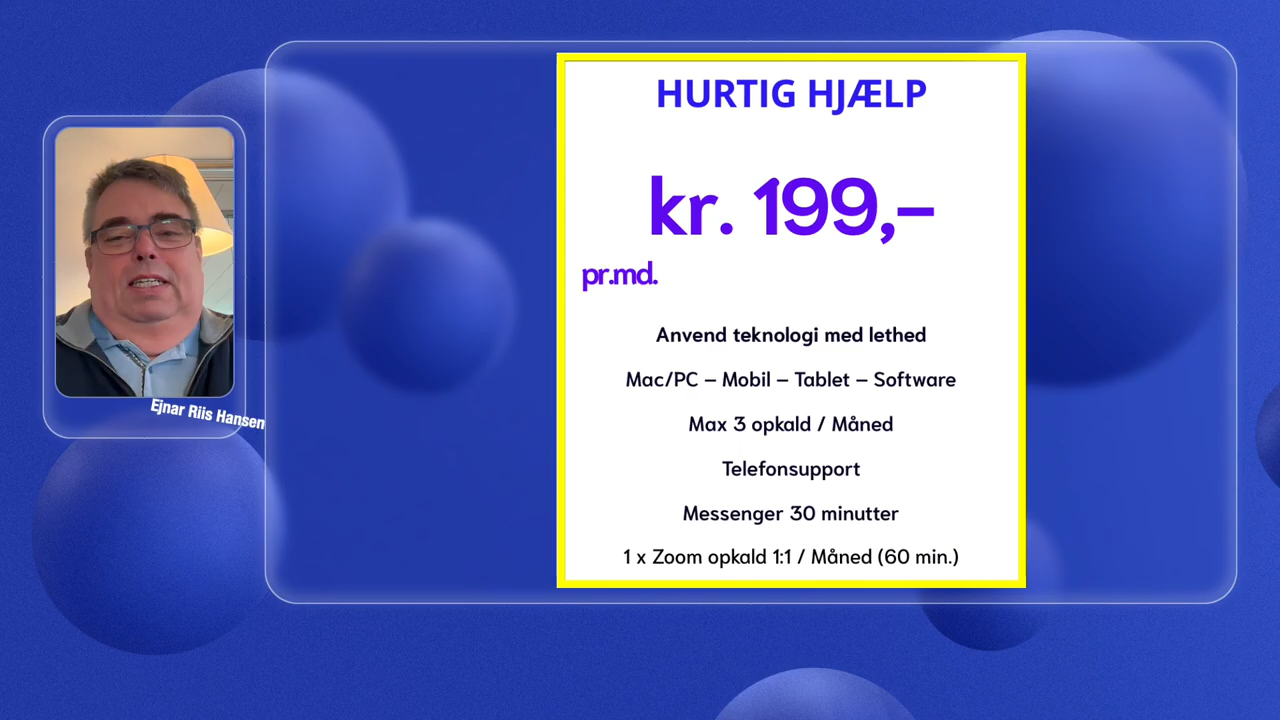 HURTIG HJÆLP
kr. 199,–
pr.md.
Anvend teknologi med lethed
Mac/PC – Mobil – Tablet – Software
Max 3 opkald / Måned
Telefonsupport
Messenger 30 minutter
1 x Zoom opkald 1:1 / Måned (60 min.)
Ejnar Riis Hansen